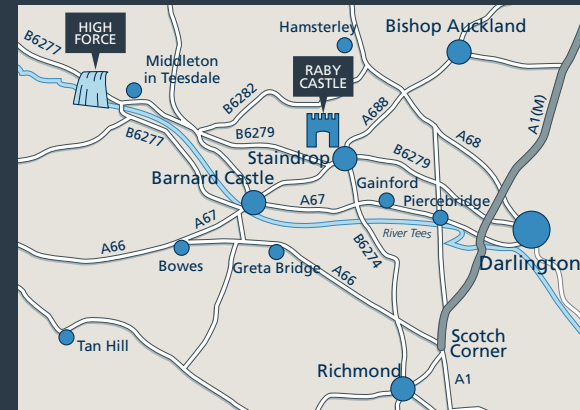 HIGH
FORCE
B6277
Middleton
in Teesdale
Hamsterley
Bishop Auckland
RABY
CASTLE
B6282
A688
A1(M)
B6277
B6279
A68
Staindrop
B6279
Barnard Castle
Gainford
A67
Piercebridge
A67
River Tees
A66
B6274
Bowes
Greta Bridge
A66
Darlington
Tan Hill
Scotch
Corner
Richmond
A1